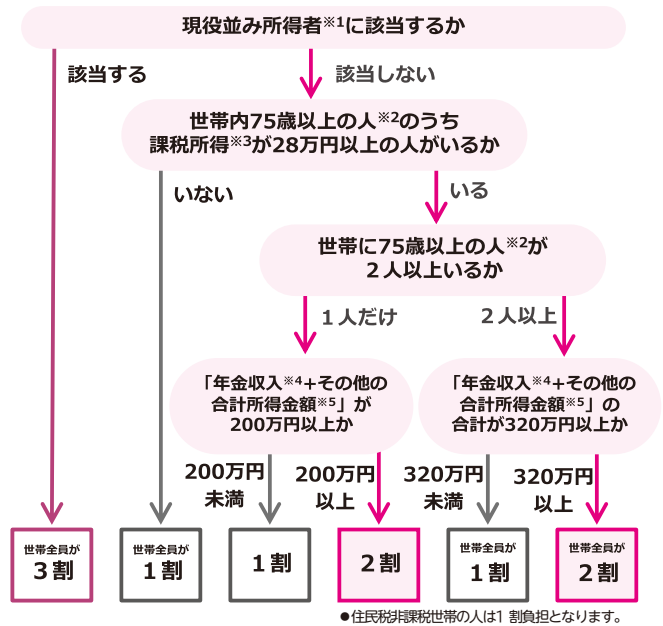 現役並み所得者※1に該当するか
該当する
該当しない
世帯内75歳以上の人※2のうち
課税所得※3が28万円以上の人がいるか
いない
いる
世帯に75歳以上の人※2が
２人以上いるか
１人だけ
２人以上
「年金収入※4+その他の
合計所得金額※5」が
200万円以上か
「年金収入※4+その他の
合計所得金額※5」の
合計が320万円以上か
200万円
未満
200万円
以上
320万円
未満
320万円
以上
世帯全員が
３割
世帯全員が
１割
１割
２割
世帯全員が
１割
世帯全員が
２割
●住民税非課税世帯の人は1 割負担となります。